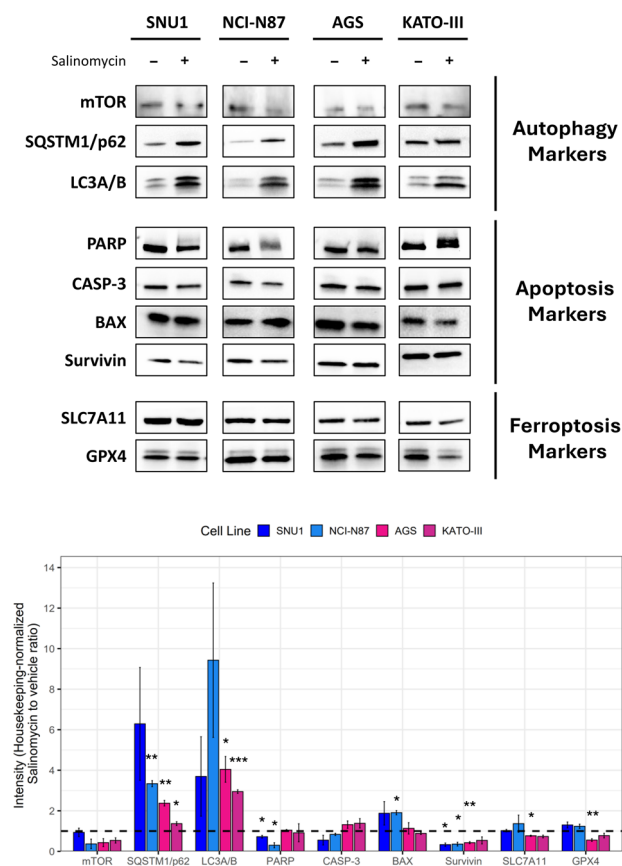 SNU1 NCI-N87 AGS KATO-III
Salinomycin – + – + – + – +
mTOR
SQSTM1/p62
LC3A/B
Autophagy
Markers
PARP
CASP-3
BAX
Survivin
Apoptosis
Markers
SLC7A11
GPX4
Ferroptosis
Markers
Cell Line SNU1 NCI-N87 AGS KATO-III
Intensity (Housekeeping-normalized
Salinomycin to vehicle ratio)
14
12
10
8
6
4
2
0
** ** *
* ***
* *
*
* * **
*
**
mTOR SQSTM1/p62 LC3A/B PARP CASP-3 BAX Survivin SLC7A11 GPX4